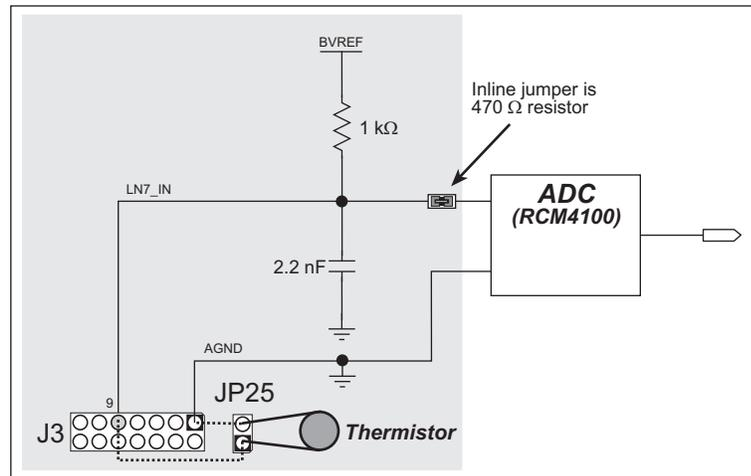 BVREF
Inline jumper is
470 Ω resistor
1 kΩ
LN7_IN
ADC
(RCM4100)
2.2 nF
AGND
9
JP25
J3
Thermistor